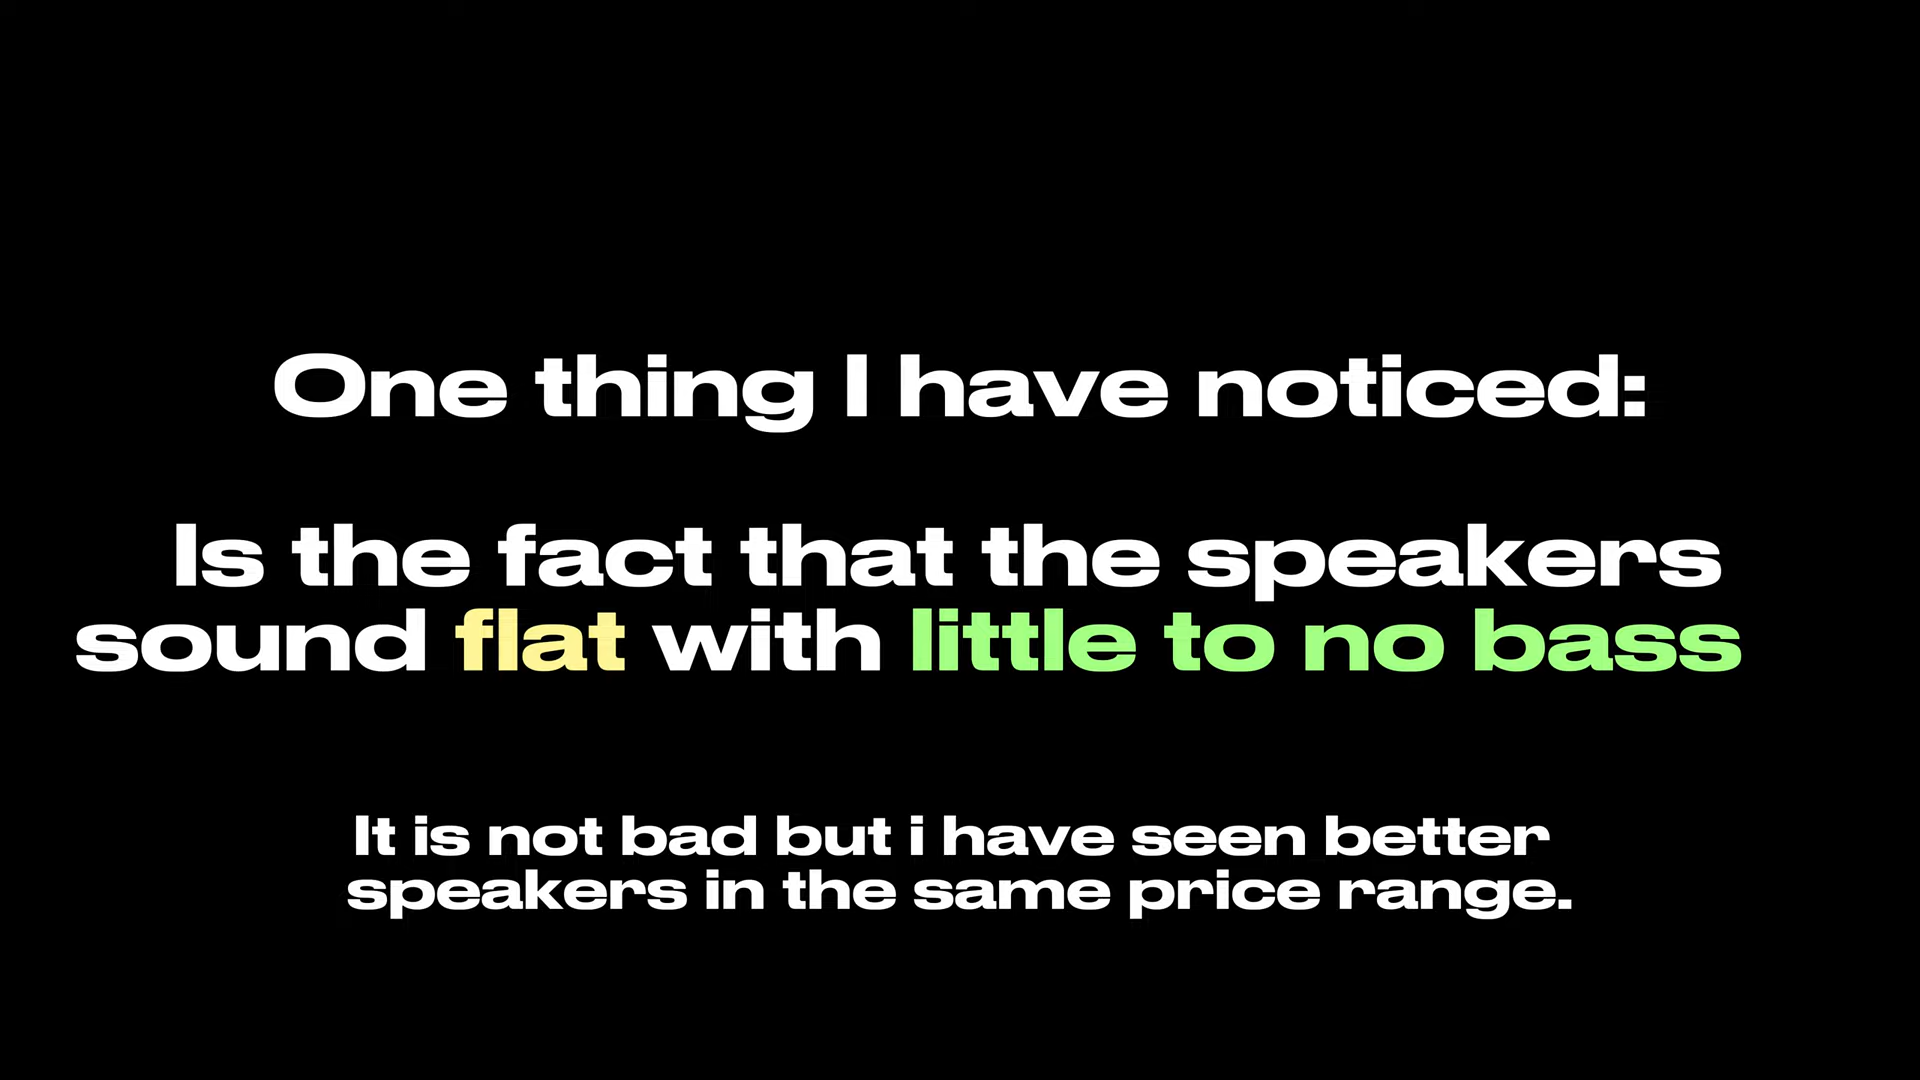 One thing I have noticed:
Is the fact that the speakers
sound flat with little to no bass
It is not bad but i have seen better
speakers in the same price range.